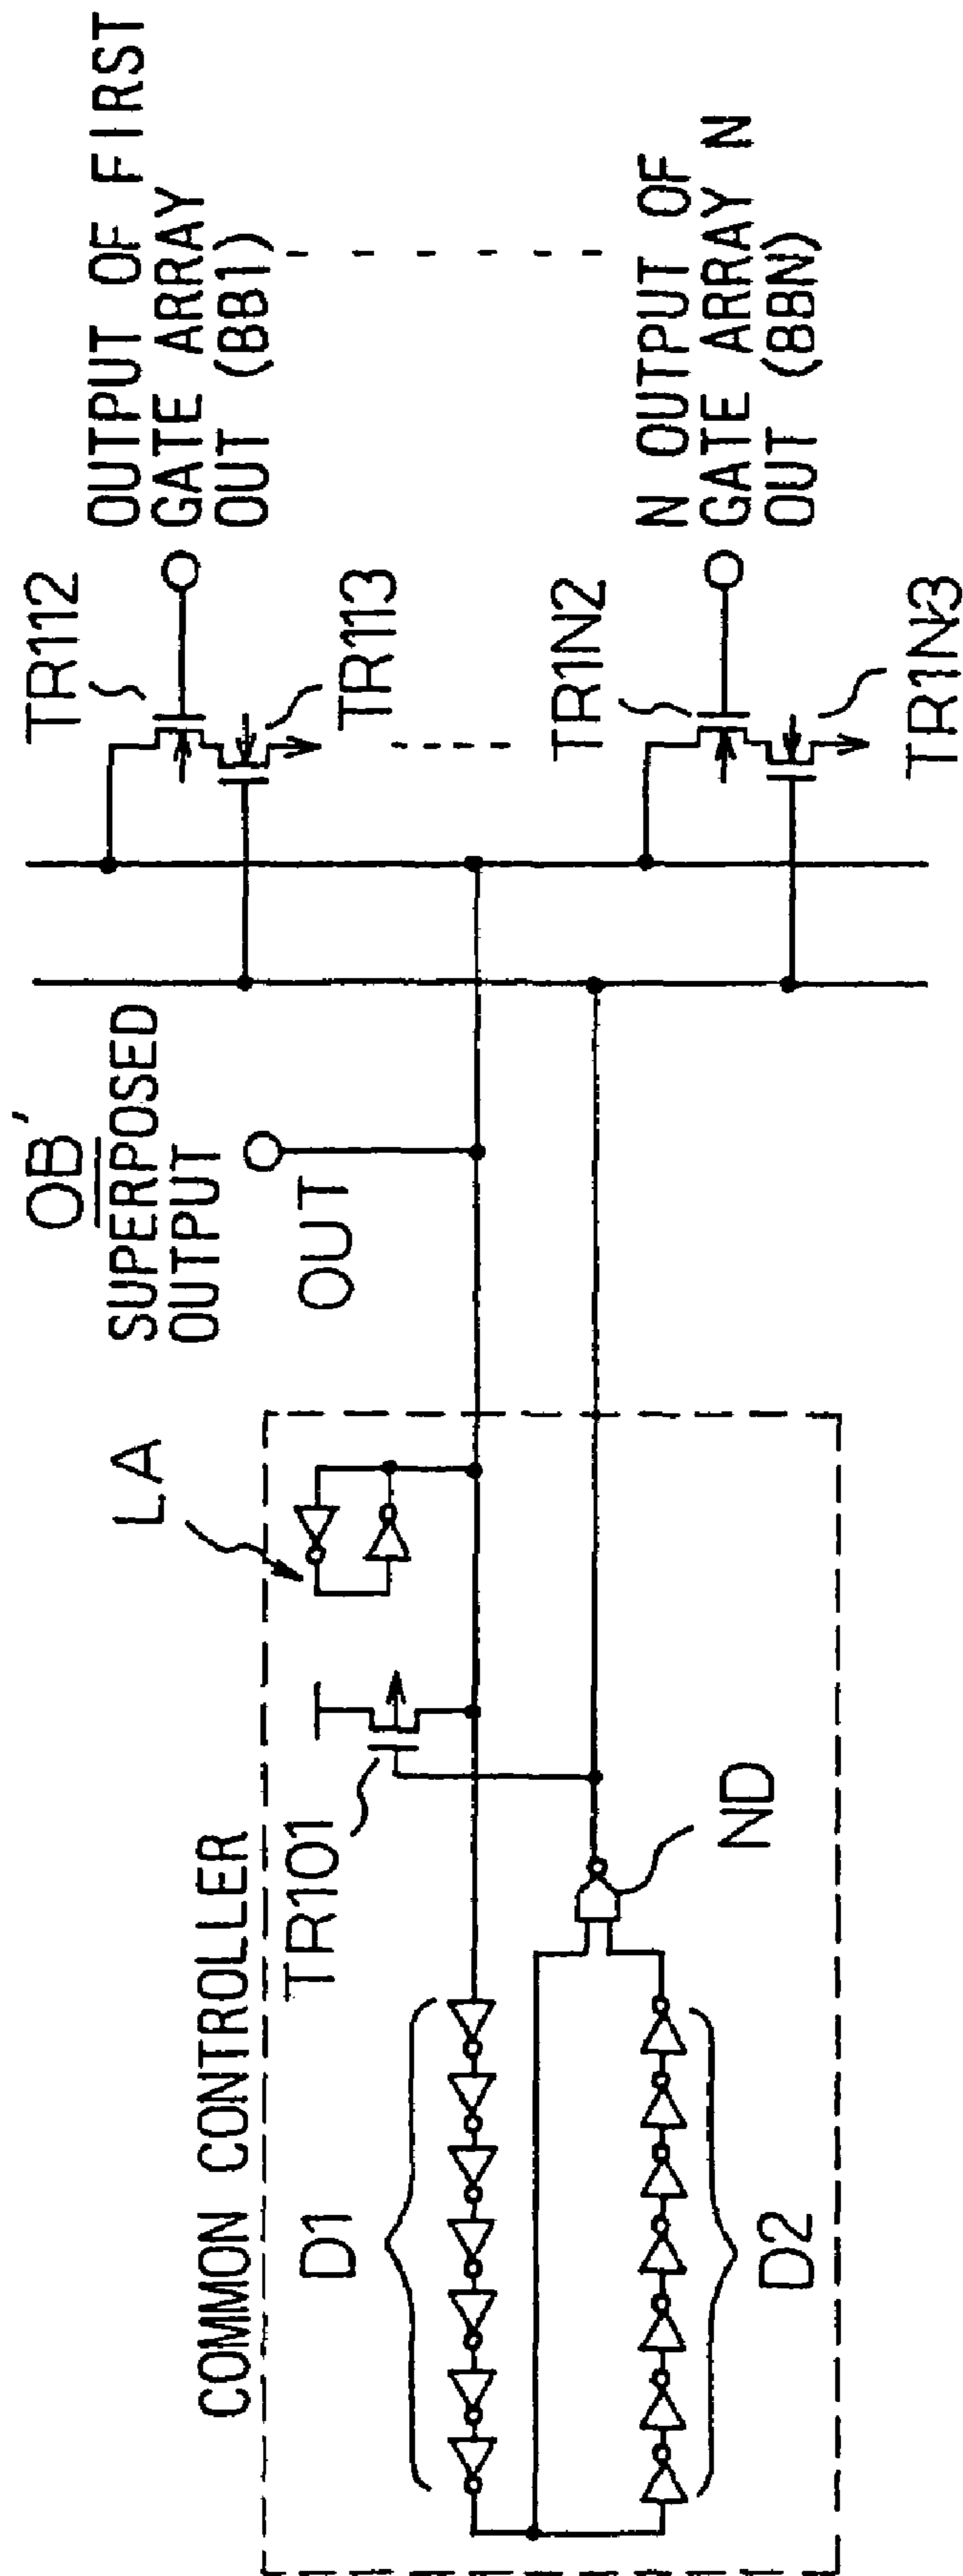 COMMON CONTROLLER
TR101
LA
D1
D2
ND
OB'
SUPERPOSED
OUTPUT
OUT
TR112
TR113
OUTPUT OF FIRST
GATE ARRAY
OUT (BB1)
TR1N2
TR1N3
N OUTPUT OF
GATE ARRAY N
OUT (BBN)